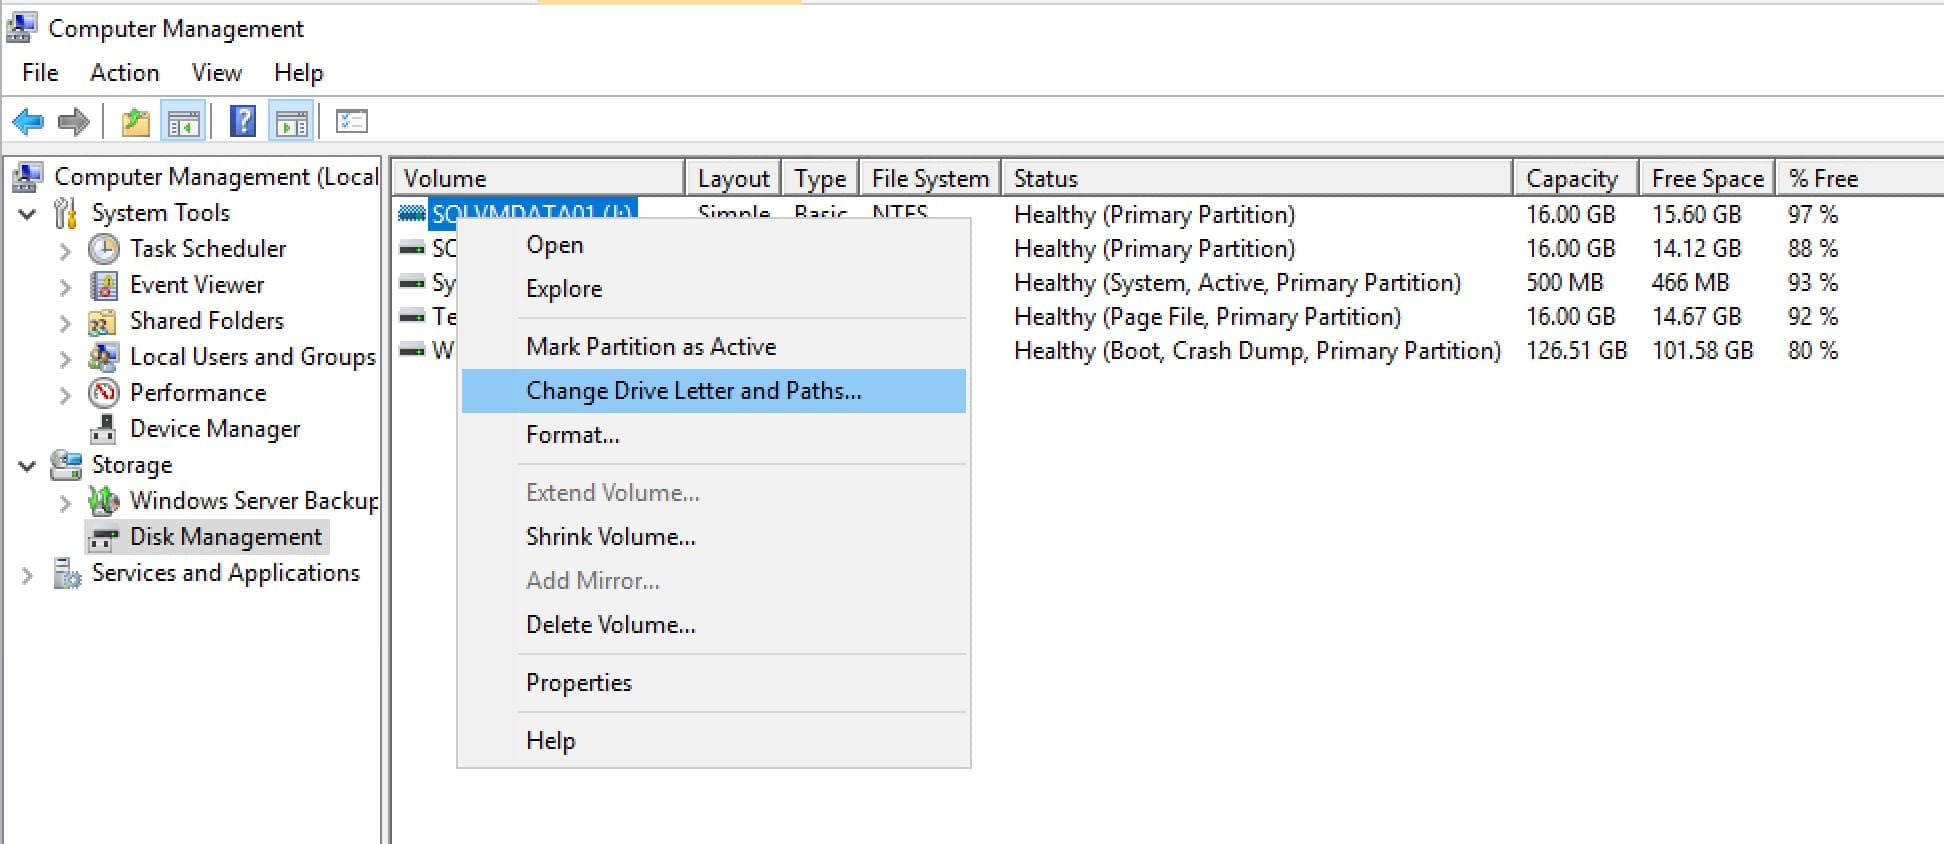 Computer Management
File Action View Help
Computer Management (Local
System Tools
Task Scheduler
Event Viewer
Shared Folders
Local Users and Groups
Performance
Device Manager
Storage
Windows Server Backup
Disk Management
Services and Applications
Volume Layout Type File System Status Capacity Free Space % Free
SQLVMDATA01 (I:) Simple Basic NTFS Healthy (Primary Partition) 16.00 GB 15.60 GB 97 %
Healthy (Primary Partition) 16.00 GB 14.12 GB 88 %
Sy Healthy (System, Active, Primary Partition) 500 MB 466 MB 93 %
Te Healthy (Page File, Primary Partition) 16.00 GB 14.67 GB 92 %
W Healthy (Boot, Crash Dump, Primary Partition) 126.51 GB 101.58 GB 80 %
Open
Explore
Mark Partition as Active
Change Drive Letter and Paths...
Format...
Extend Volume...
Shrink Volume...
Add Mirror...
Delete Volume...
Properties
Help